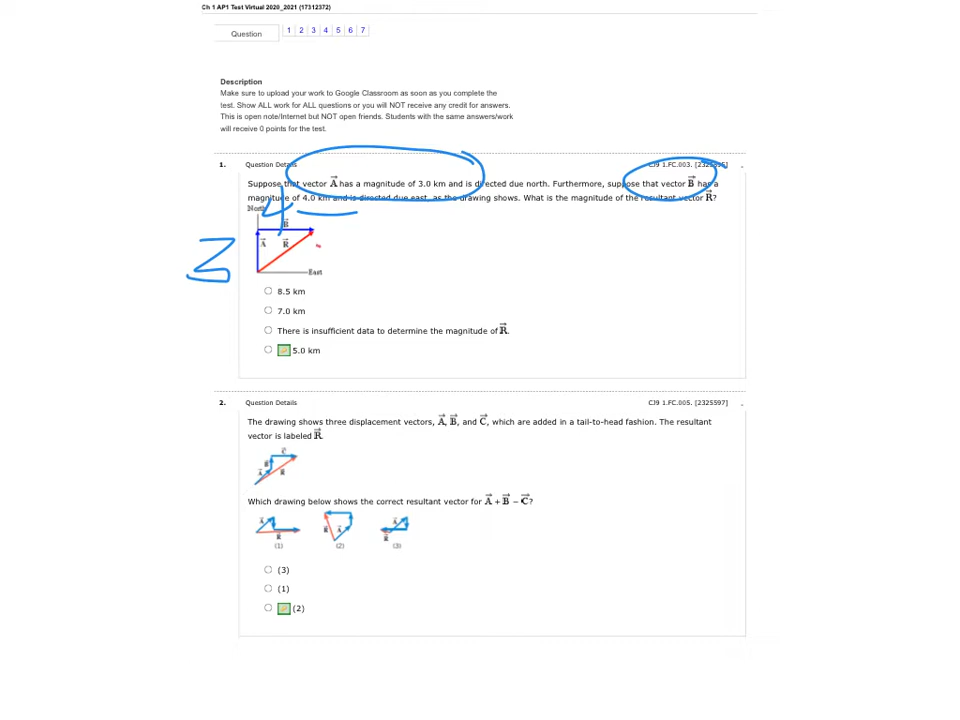 Ch 1 AP1 Test Virtual 2020_2021 (17312372)
Question 1 2 3 4 5 6 7
Description
Make sure to upload your work to Google Classroom as soon as you complete the
test. Show ALL work for ALL questions or you will NOT receive any credit for answers.
This is open note/Internet but NOT open friends. Students with the same answers/work
will receive 0 points for the test.
1. Question Details CJ9 1.FC.003. [2325595]
Suppose that vector A has a magnitude of 3.0 km and is directed due north. Furthermore, suppose that vector B has a
magnitude of 4.0 km and is directed due east, as the drawing shows. What is the magnitude of the resultant vector R?
North
4
B
A R
3
East
8.5 km
7.0 km
There is insufficient data to determine the magnitude of R.
5.0 km
2. Question Details CJ9 1.FC.005. [2325597]
The drawing shows three displacement vectors, A, B, and C, which are added in a tail-to-head fashion. The resultant
vector is labeled R.
C
B
A R
Which drawing below shows the correct resultant vector for A + B − C?
A R
R A
A R
(1) (2) (3)
(3)
(1)
(2)